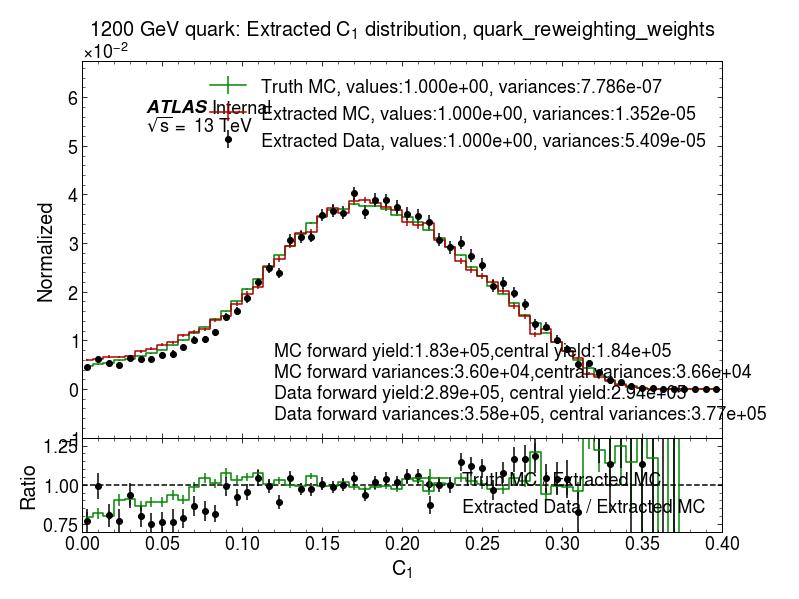 1200 GeV quark: Extracted C1 distribution, quark_reweighting_weights
×10−2
Truth MC, values:1.000e+00, variances:7.786e-07
ATLAS Internal
Extracted MC, values:1.000e+00, variances:1.352e-05
√s = 13 TeV
Extracted Data, values:1.000e+00, variances:5.409e-05
6
5
4
3
2
1
0
Normalized
MC forward yield:1.83e+05,central yield:1.84e+05
MC forward variances:3.60e+04,central variances:3.66e+04
Data forward yield:2.89e+05, central yield:2.94e+05
Data forward variances:3.58e+05, central variances:3.77e+05
−1
1.25
1.00
0.75
Ratio
Truth MC / Extracted MC
Extracted Data / Extracted MC
0.00 0.05 0.10 0.15 0.20 0.25 0.30 0.35 0.40
C1